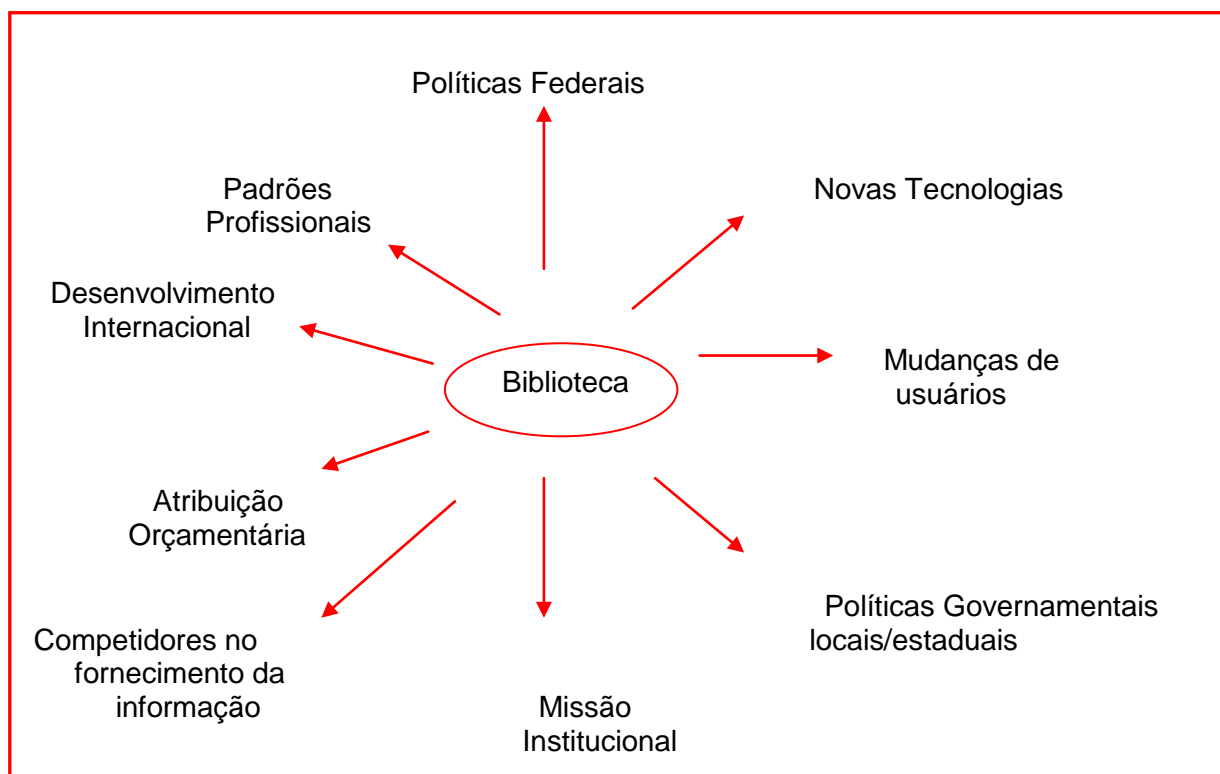 Políticas Federais
Padrões
Profissionais
Novas Tecnologias
Desenvolvimento
Internacional
Biblioteca
Mudanças de
usuários
Atribuição
Orçamentária
Políticas Governamentais
locais/estaduais
Competidores no
fornecimento da
informação
Missão
Institucional